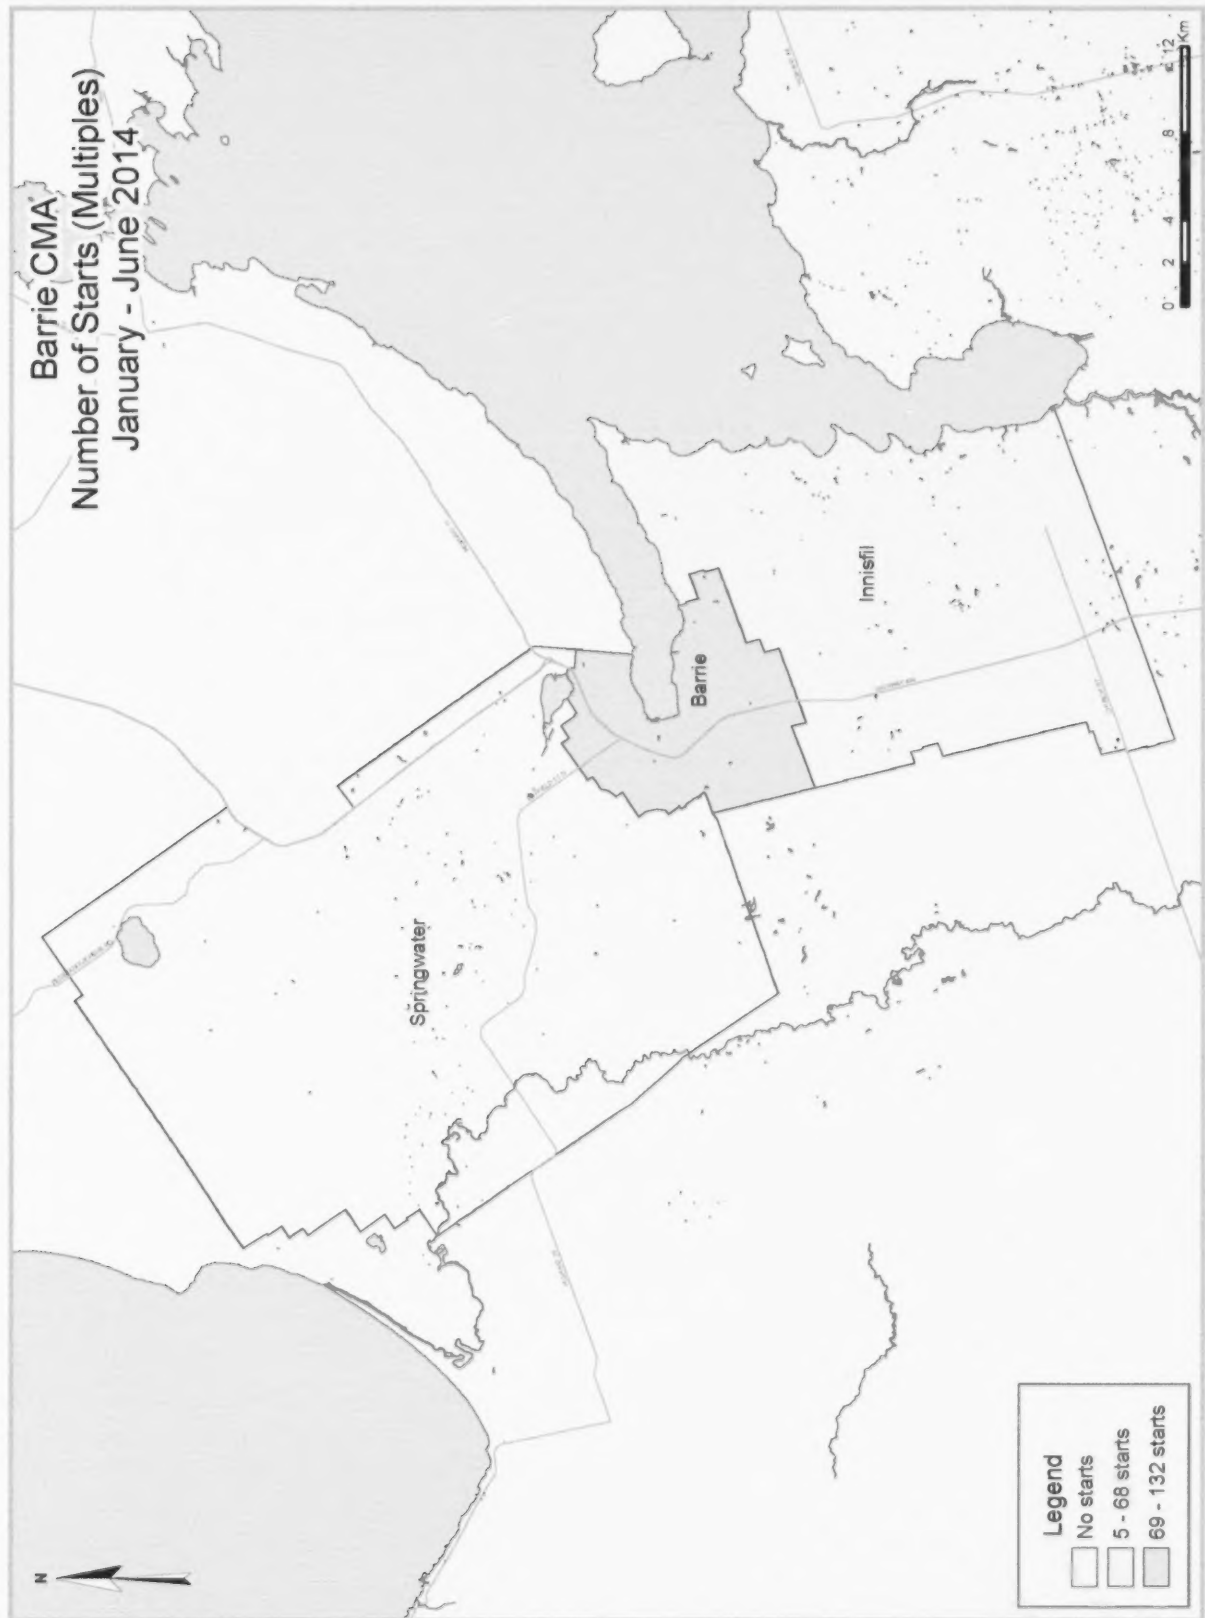 Barrie CMA
Number of Starts (Multiples)
January - June 2014
N
Springwater
Barrie
Innisfil
Legend
No starts
5 - 68 starts
69 - 132 starts
0 2 4 8 12
Km